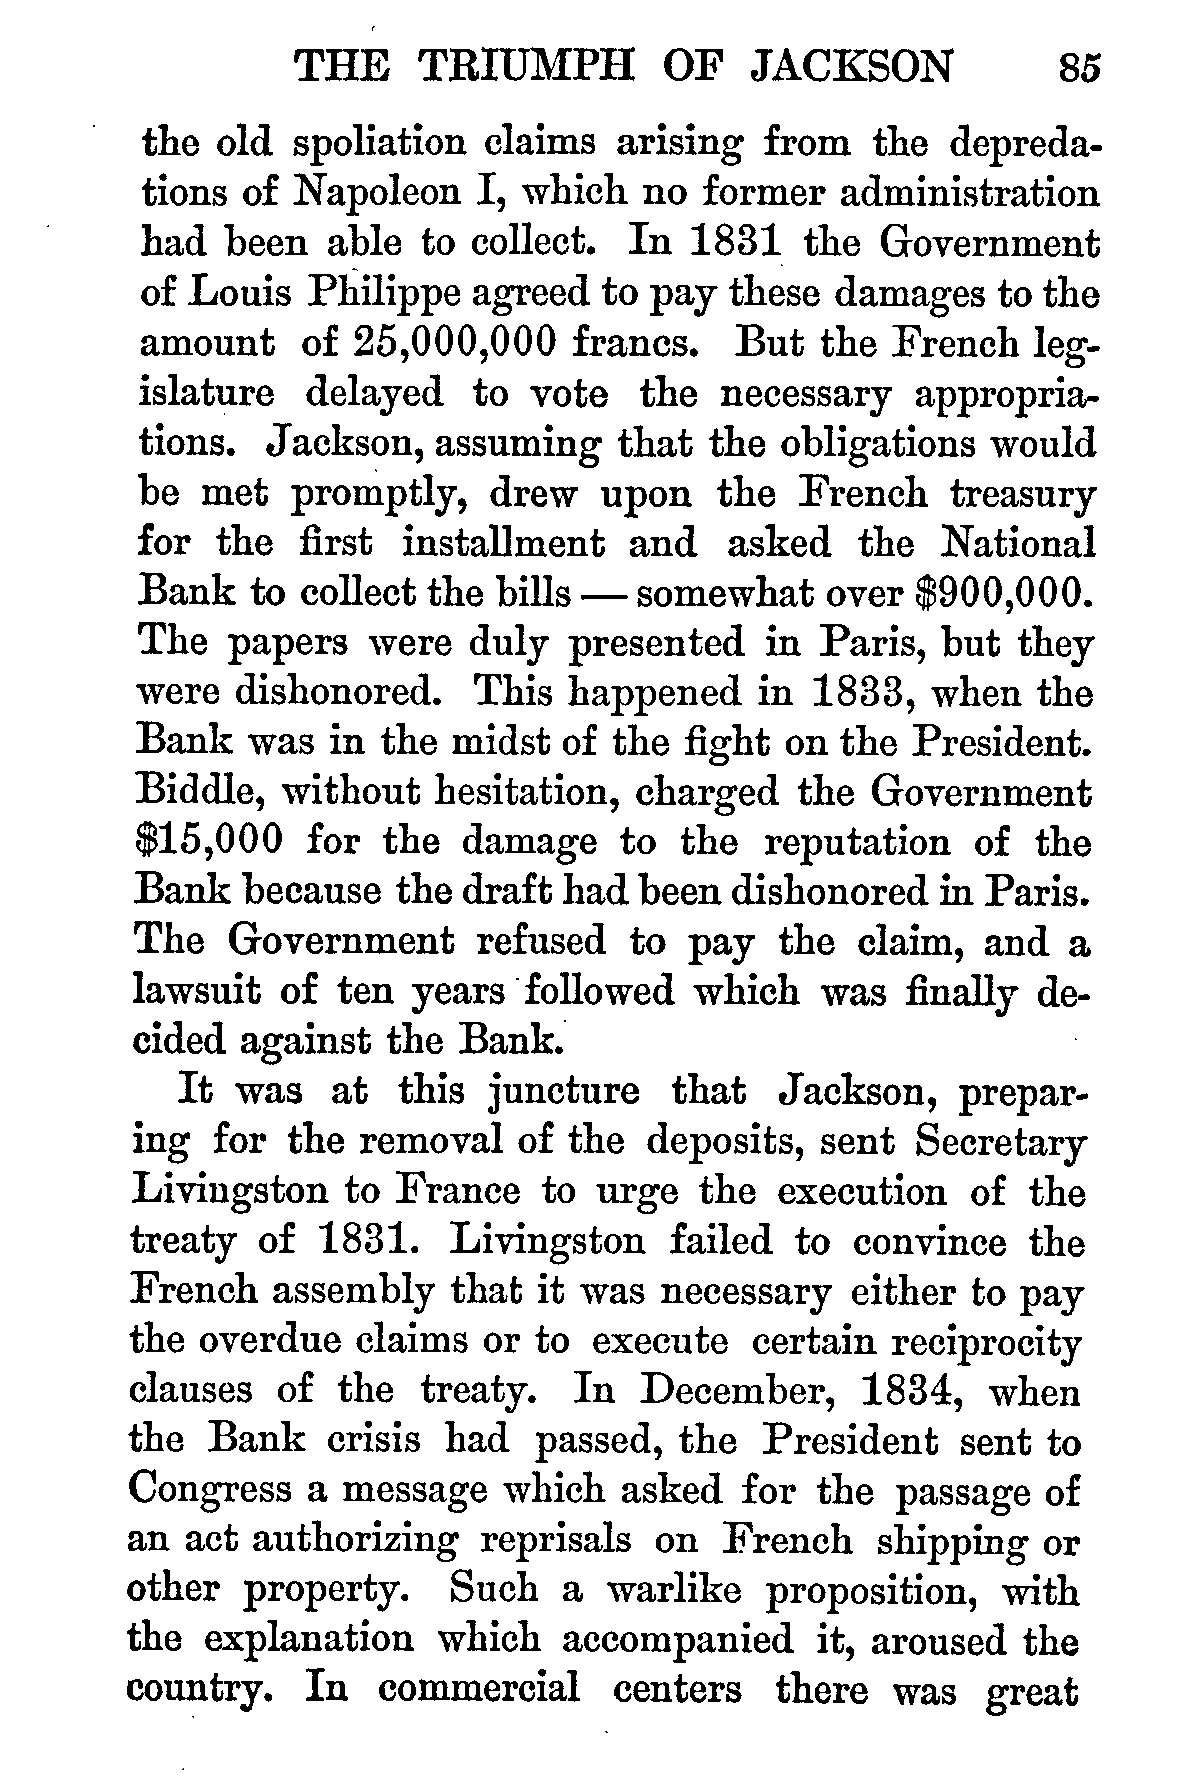 THE TRIUMPH OF JACKSON 85
the old spoliation claims arising from the depreda-
tions of Napoleon I, which no former administration
had been able to collect. In 1831 the Government
of Louis Philippe agreed to pay these damages to the
amount of 25,000,000 francs. But the French leg-
islature delayed to vote the necessary appropria-
tions. Jackson, assuming that the obligations would
be met promptly, drew upon the French treasury
for the first installment and asked the National
Bank to collect the bills — somewhat over $900,000.
The papers were duly presented in Paris, but they
were dishonored. This happened in 1833, when the
Bank was in the midst of the fight on the President.
Biddle, without hesitation, charged the Government
$15,000 for the damage to the reputation of the
Bank because the draft had been dishonored in Paris.
The Government refused to pay the claim, and a
lawsuit of ten years followed which was finally de-
cided against the Bank.
It was at this juncture that Jackson, prepar-
ing for the removal of the deposits, sent Secretary
Livingston to France to urge the execution of the
treaty of 1831. Livingston failed to convince the
French assembly that it was necessary either to pay
the overdue claims or to execute certain reciprocity
clauses of the treaty. In December, 1834, when
the Bank crisis had passed, the President sent to
Congress a message which asked for the passage of
an act authorizing reprisals on French shipping or
other property. Such a warlike proposition, with
the explanation which accompanied it, aroused the
country. In commercial centers there was great